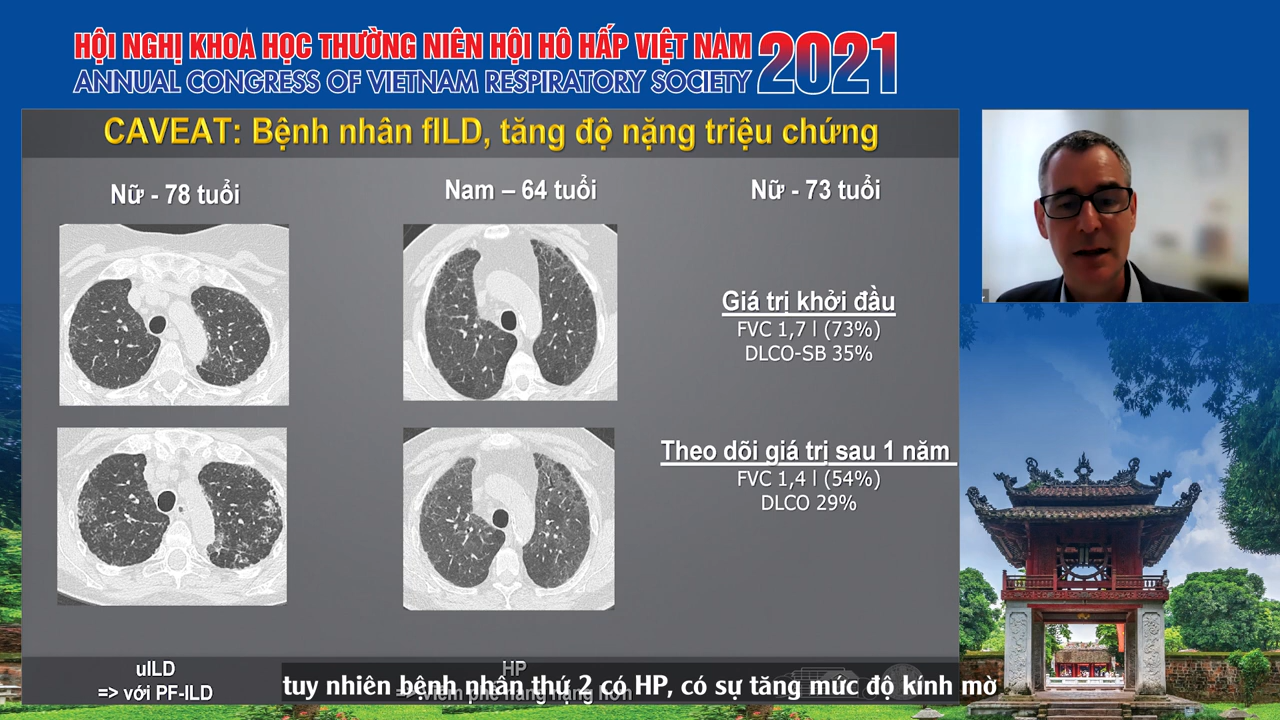 HỘI NGHỊ KHOA HỌC THƯỜNG NIÊN HỘI HÔ HẤP VIỆT NAM
ANNUAL CONGRESS OF VIETNAM RESPIRATORY SOCIETY
2021
CAVEAT: Bệnh nhân fILD, tăng độ nặng triệu chứng
Nữ - 78 tuổi
Nam – 64 tuổi
Nữ - 73 tuổi
Giá trị khởi đầu
FVC 1,7 l (73%)
DLCO-SB 35%
Theo dõi giá trị sau 1 năm
FVC 1,4 l (54%)
DLCO 29%
uILD
=> với PF-ILD
HP
tuy nhiên bệnh nhân thứ 2 có HP, có sự tăng mức độ kính mờ